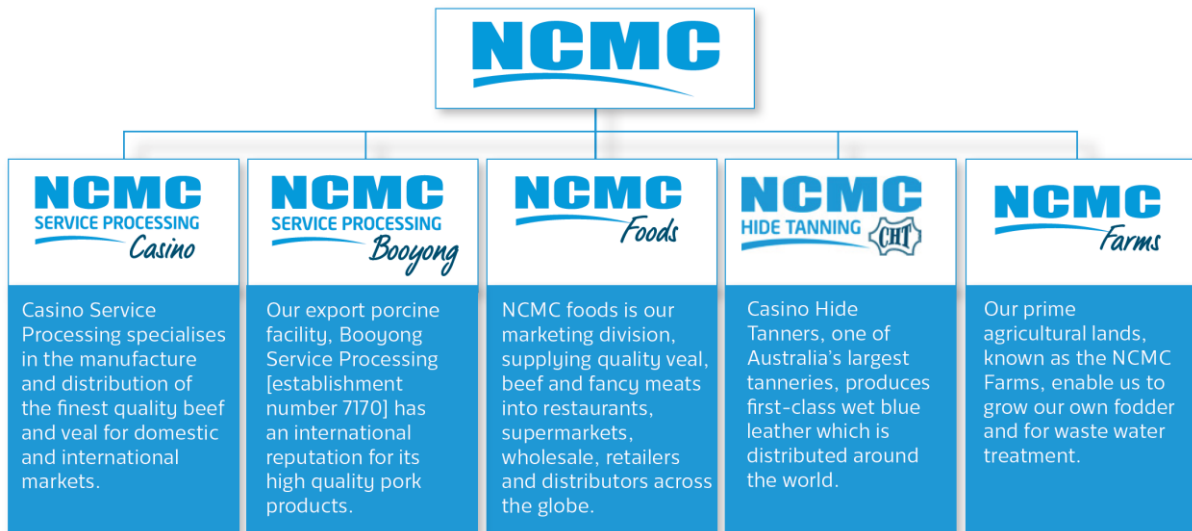 NCMC
NCMC
SERVICE PROCESSING
Casino
Casino Service
Processing specialises
in the manufacture
and distribution of
the finest quality beef
and veal for domestic
and international
markets.
NCMC
SERVICE PROCESSING
Booyong
Our export porcine
facility, Booyong
Service Processing
[establishment
number 7170] has
an international
reputation for its
high quality pork
products.
NCMC
Foods
NCMC foods is our
marketing division,
supplying quality veal,
beef and fancy meats
into restaurants,
supermarkets,
wholesale, retailers
and distributors across
the globe.
NCMC
HIDE TANNING
CHT
Casino Hide
Tanners, one of
Australia's largest
tanneries, produces
first-class wet blue
leather which is
distributed around
the world.
NCMC
Farms
Our prime
agricultural lands,
known as the NCMC
Farms, enable us to
grow our own fodder
and for waste water
treatment.